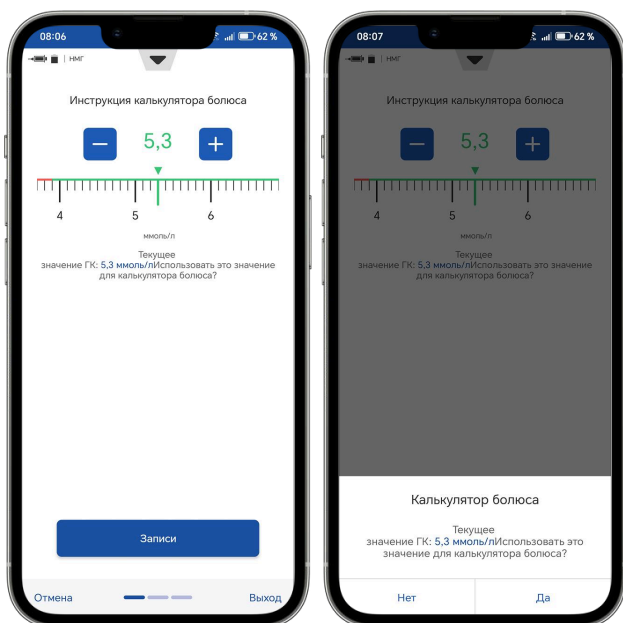 08:06
62 %
НМГ
Инструкция калькулятора болюса
5,3
4 5 6
ммоль/л
Текущее
значение ГК: 5,3 ммоль/лИспользовать это значение
для калькулятора болюса?
Записи
Отмена
Выход
08:07
62 %
НМГ
Инструкция калькулятора болюса
5,3
4 5 6
ммоль/л
Текущее
значение ГК: 5,3 ммоль/лИспользовать это значение
для калькулятора болюса?
Калькулятор болюса
Текущее
значение ГК: 5,3 ммоль/лИспользовать это
значение для калькулятора болюса?
Нет
Да